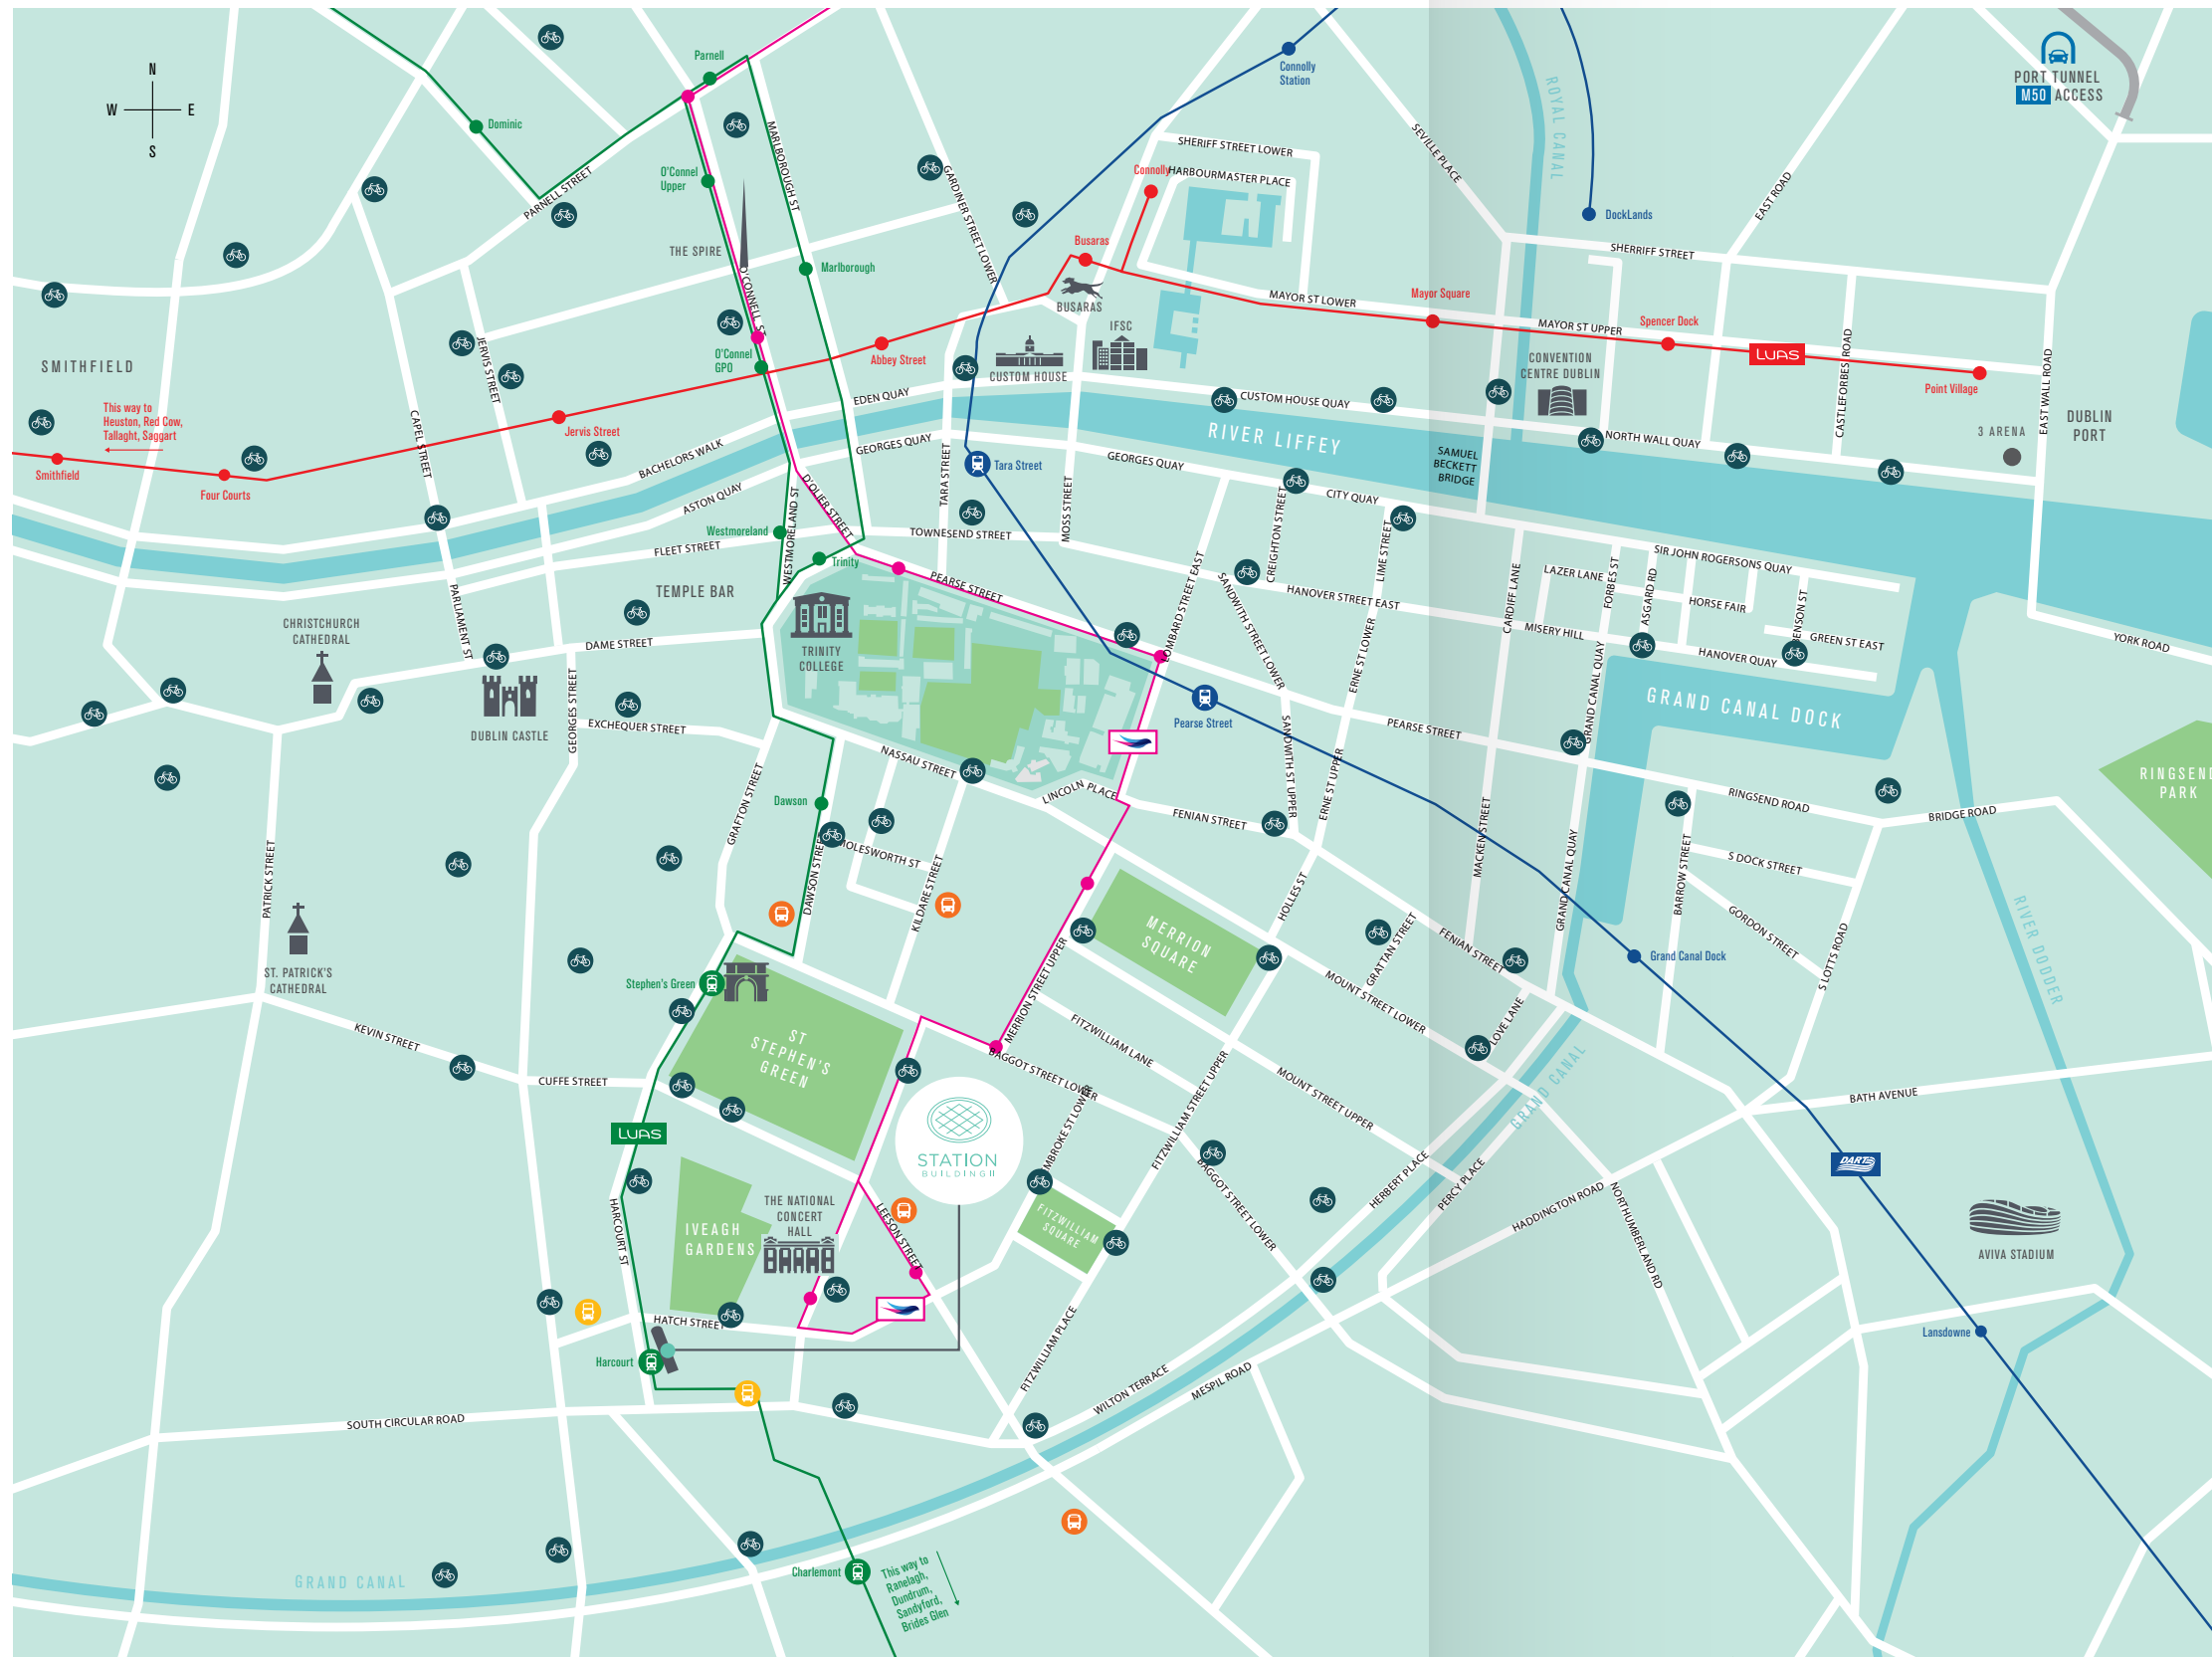 N
W
E
S
Parnell
Dominic
PARNELL STREET
O'Connel
Upper
MARLBOROUGH ST
THE SPIRE
O'CONNELL ST
Marlborough
GARDINER STREET LOWER
Connolly
Station
SHERIFF STREET LOWER
Connolly
HARBOURMASTER PLACE
SEVILLE PLACE
ROYAL CANAL
DockLands
EAST ROAD
PORT TUNNEL
M50 ACCESS
SHERRIFF STREET
Busaras
BUSARAS
IFSC
CUSTOM HOUSE
MAYOR ST LOWER
Mayor Square
MAYOR ST UPPER
Spencer Dock
LUAS
Point Village
CONVENTION
CENTRE DUBLIN
CASTLEFORBES ROAD
EAST WALL ROAD
DUBLIN
PORT
3 ARENA
SMITHFIELD
This way to
Heuston, Red Cow,
Tallaght, Saggart
Smithfield
Four Courts
JERVIS STREET
CAPEL STREET
Jervis Street
O'Connel
GPO
Abbey Street
EDEN QUAY
BACHELORS WALK
ASTON QUAY
GEORGES QUAY
CUSTOM HOUSE QUAY
RIVER LIFFEY
GEORGES QUAY
CITY QUAY
SAMUEL
BECKETT
BRIDGE
NORTH WALL QUAY
Tara Street
TARA STREET
MOSS STREET
D'OLIER STREET
WESTMORELAND ST
Westmoreland
Trinity
TOWNESEND STREET
FLEET STREET
TEMPLE BAR
PEARSE STREET
LOMBARD STREET EAST
CREIGHTON STREET
LIME STREET
SANDWITH STREET LOWER
HANOVER STREET EAST
ERNE ST LOWER
CARDIFF LANE
SIR JOHN ROGERSONS QUAY
LAZER LANE
FORBES ST
ASGARD RD
HORSE FAIR
BENSON ST
MISERY HILL
GREEN ST EAST
HANOVER QUAY
YORK ROAD
GRAND CANAL DOCK
GRAND CANAL QUAY
CHRISTCHURCH
CATHEDRAL
PARLIAMENT ST
DAME STREET
TRINITY
COLLEGE
DUBLIN CASTLE
GEORGES STREET
EXCHEQUER STREET
Pearse Street
SANDWITH ST UPPER
ERNE ST UPPER
PEARSE STREET
NASSAU STREET
LINCOLN PLACE
FENIAN STREET
Dawson
GRAFTON STREET
DAWSON STREET
MOLESWORTH ST
KILDARE STREET
MACKEN STREET
GRAND CANAL QUAY
RINGSEND ROAD
BRIDGE ROAD
RINGSEND
PARK
S DOCK STREET
BARROW STREET
GORDON STREET
S LOTTS ROAD
RIVER DODDER
PATRICK STREET
ST. PATRICK'S
CATHEDRAL
HOLLES ST
MERRION
SQUARE
GRATTAN STREET
FENIAN STREET
Grand Canal Dock
Stephen's Green
ST
STEPHEN'S
GREEN
MERRION STREET UPPER
MOUNT STREET LOWER
LOVE LANE
KEVIN STREET
CUFFE STREET
BAGGOT STREET LOWER
FITZWILLIAM LANE
MOUNT STREET UPPER
FITZWILLIAM STREET UPPER
GRAND CANAL
BATH AVENUE
LUAS
STATION
BUILDING II
PEMBROKE ST LOWER
BAGGOT STREET LOWER
HERBERT PLACE
PERCY PLACE
HADDINGTON ROAD
NORTHUMBERLAND RD
DART
AVIVA STADIUM
Lansdowne
HARCOURT ST
IVEAGH
GARDENS
THE NATIONAL
CONCERT
HALL
LEESON STREET
FITZWILLIAM
SQUARE
HATCH STREET
Harcourt
FITZWILLIAM PLACE
WILTON TERRACE
MESPIL ROAD
SOUTH CIRCULAR ROAD
GRAND CANAL
Charlemont
This way to
Ranelagh,
Dundrum,
Sandyford,
Brides Glen